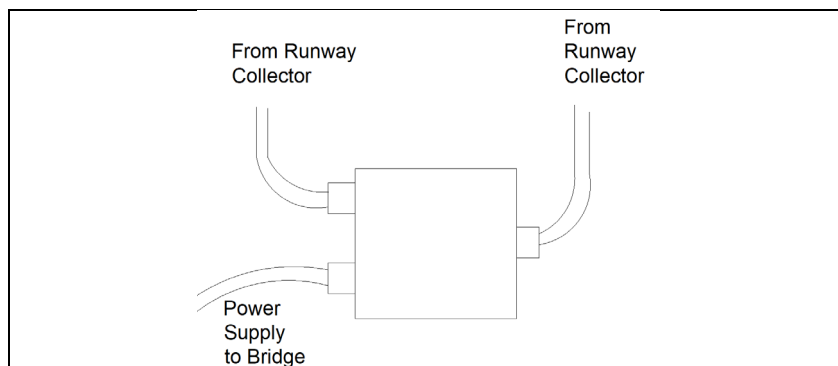 From Runway
Collector
From
Runway
Collector
Power
Supply
to Bridge